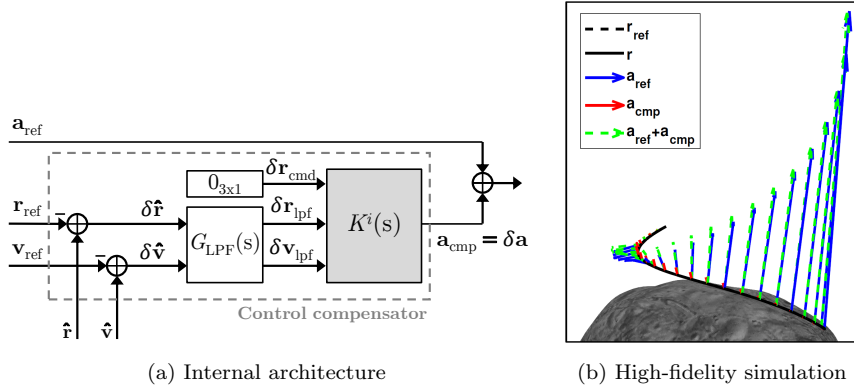 a_ref
0_3x1
δr_cmd
r_ref
δr̂
G_LPF(s)
δr_lpf
K^i(s)
v_ref
δv̂
δv_lpf
a_cmp = δa
Control compensator
r̂
v̂
(a) Internal architecture
r_ref
r
a_ref
a_cmp
a_ref+a_cmp
(b) High-fidelity simulation